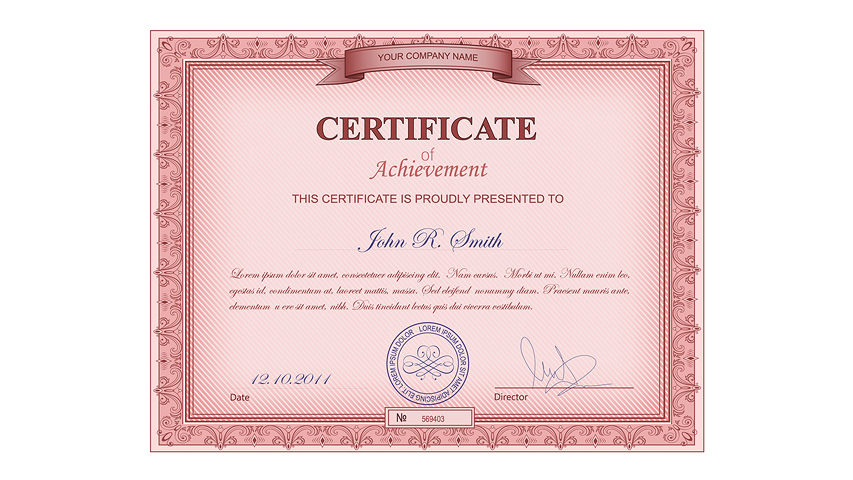 YOUR COMPANY NAME
CERTIFICATE
of
Achievement
THIS CERTIFICATE IS PROUDLY PRESENTED TO
John R. Smith
Lorem ipsum dolor sit amet, consectetuer adipiscing elit. Nam cursus. Morbi ut mi. Nullam enim leo,
egestas id, condimentum at, laoreet mattis, massa. Sed eleifend nonummy diam. Praesent mauris ante,
elementum u ere sit amet, nibh. Duis tincidunt lectus quis dui viverra vestibulum.
LOREM IPSUM DOLOR SIT AMET ADIPISCING ELIT LOREM IPSUM DOLOR
12.10.2011
Date
Director
№ 569403